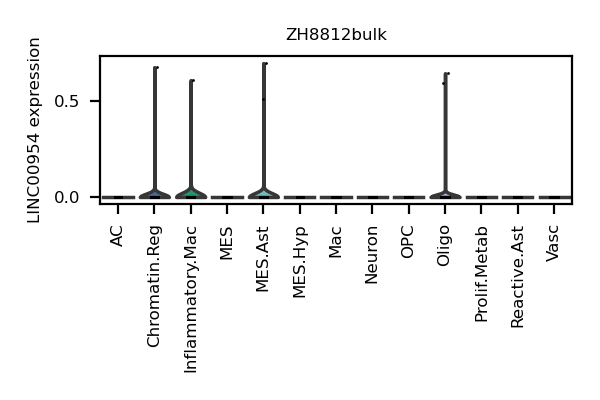 ZH8812bulk
LINC00954 expression
0.5
0.0
AC
Chromatin.Reg
Inflammatory.Mac
MES
MES.Ast
MES.Hyp
Mac
Neuron
OPC
Oligo
Prolif.Metab
Reactive.Ast
Vasc